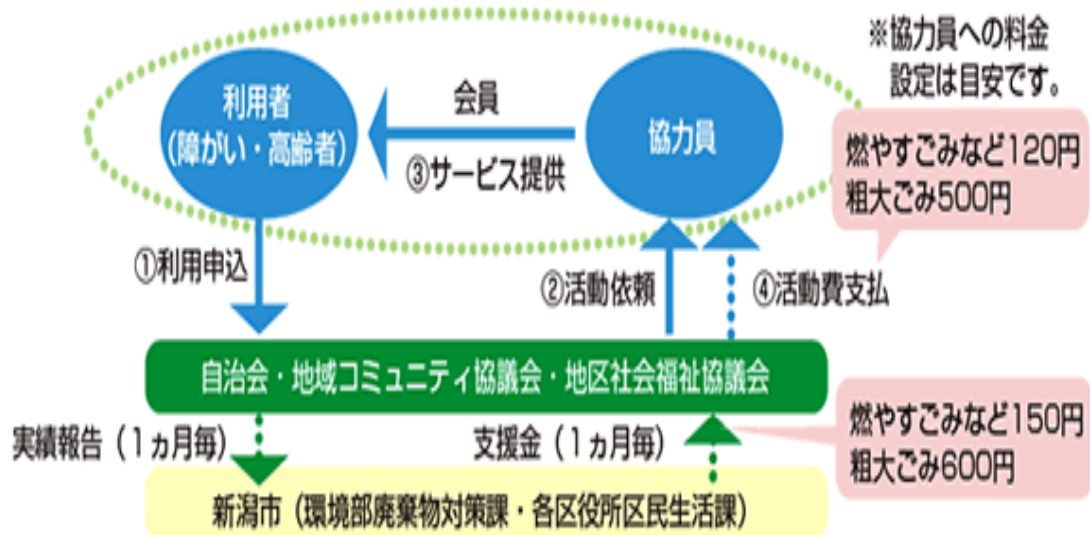 ※協力員への料金
設定は目安です。
利用者
(障がい・高齢者)
会員
③サービス提供
協力員
燃やすごみなど120円
粗大ごみ500円
①利用申込
②活動依頼
④活動費支払
自治会・地域コミュニティ協議会・地区社会福祉協議会
実績報告（1ヵ月毎）
支援金（1ヵ月毎）
燃やすごみなど150円
粗大ごみ600円
新潟市（環境部廃棄物対策課・各区役所区民生活課）